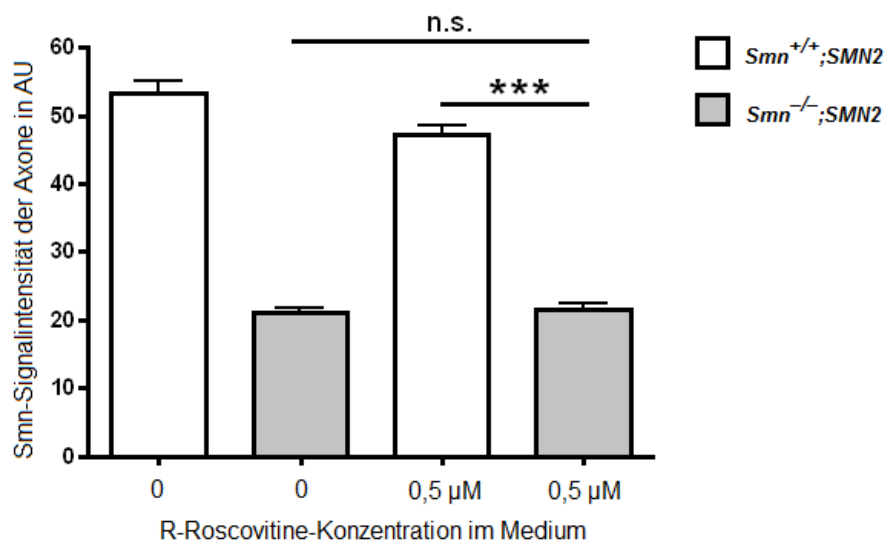 n.s.
***
60
50
40
30
20
10
0
Smn-Signalintensität der Axone in AU
0 0 0,5 µM 0,5 µM
R-Roscovitine-Konzentration im Medium
Smn+/+;SMN2
Smn–/–;SMN2